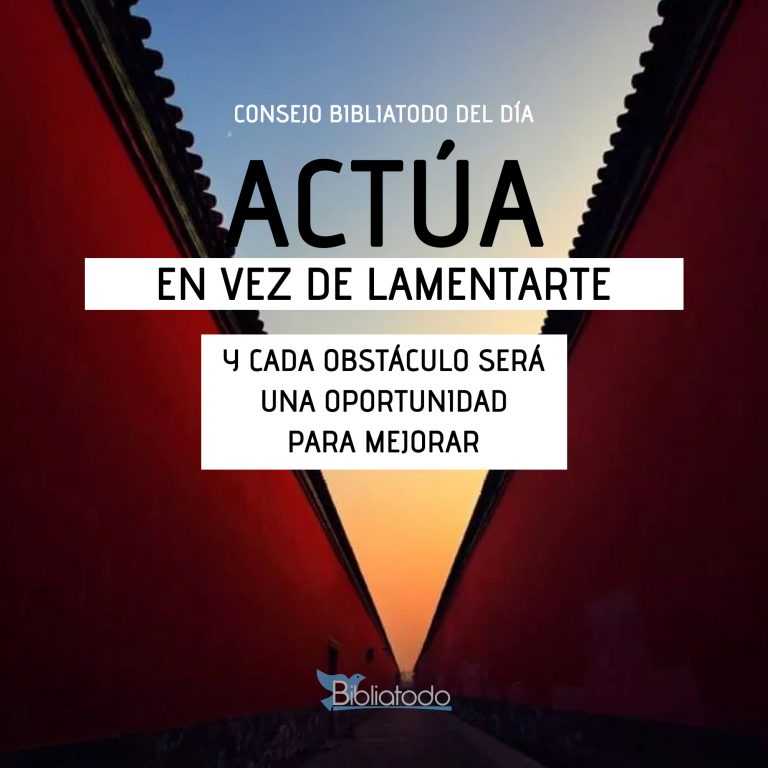 CONSEJO BIBLIATODO DEL DÍA
ACTÚA
EN VEZ DE LAMENTARTE
Y CADA OBSTÁCULO SERÁ
UNA OPORTUNIDAD
PARA MEJORAR
Bibliatodo